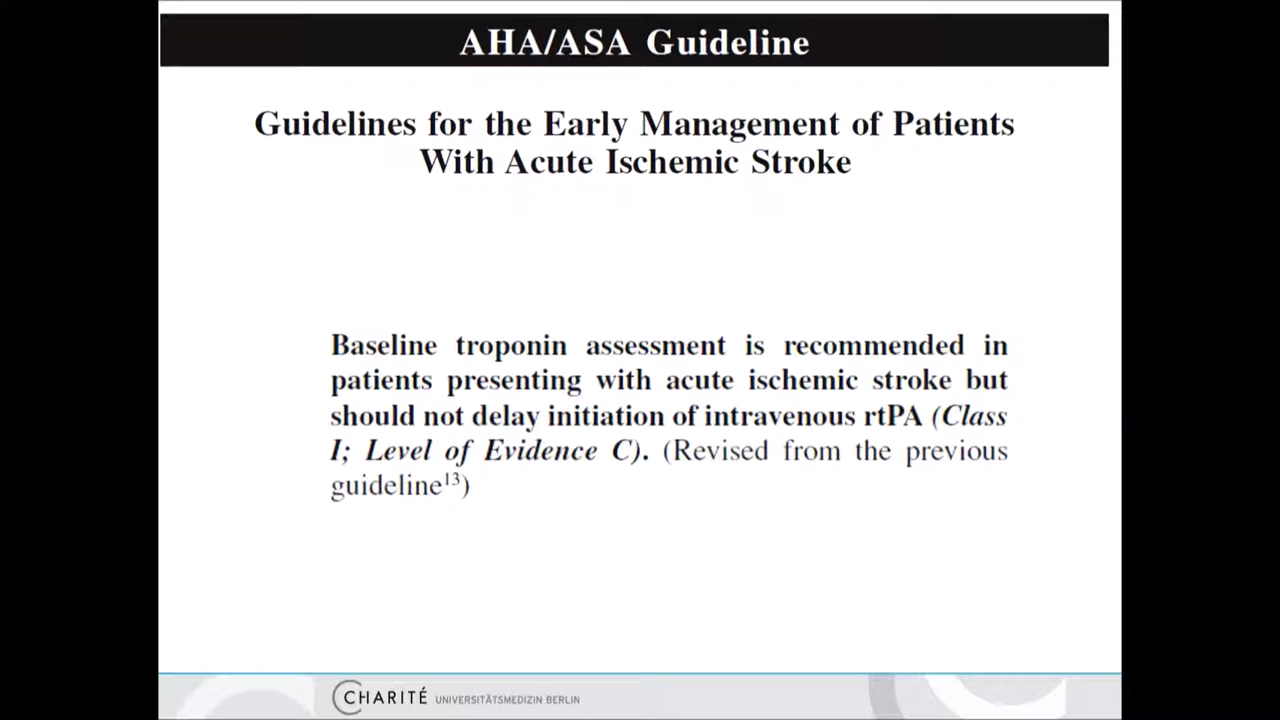 AHA/ASA Guideline
Guidelines for the Early Management of Patients
With Acute Ischemic Stroke
Baseline troponin assessment is recommended in
patients presenting with acute ischemic stroke but
should not delay initiation of intravenous rtPA (Class
I; Level of Evidence C). (Revised from the previous
guideline¹³)
CHARITÉ UNIVERSITÄTSMEDIZIN BERLIN